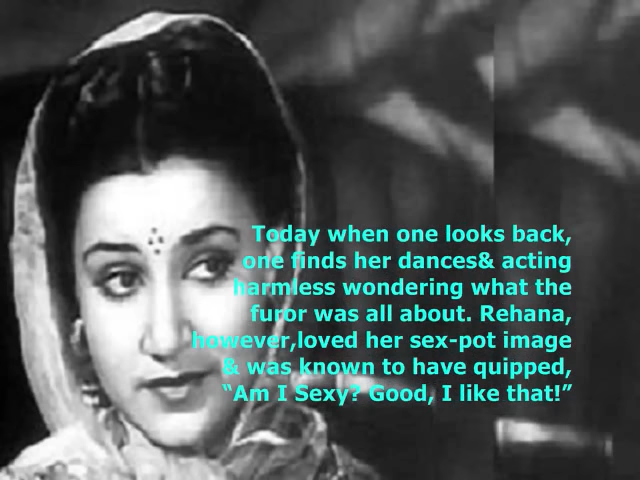 Today when one looks back,
one finds her dances& acting
harmless wondering what the
furor was all about. Rehana,
however,loved her sex-pot image
& was known to have quipped,
“Am I Sexy? Good, I like that!”